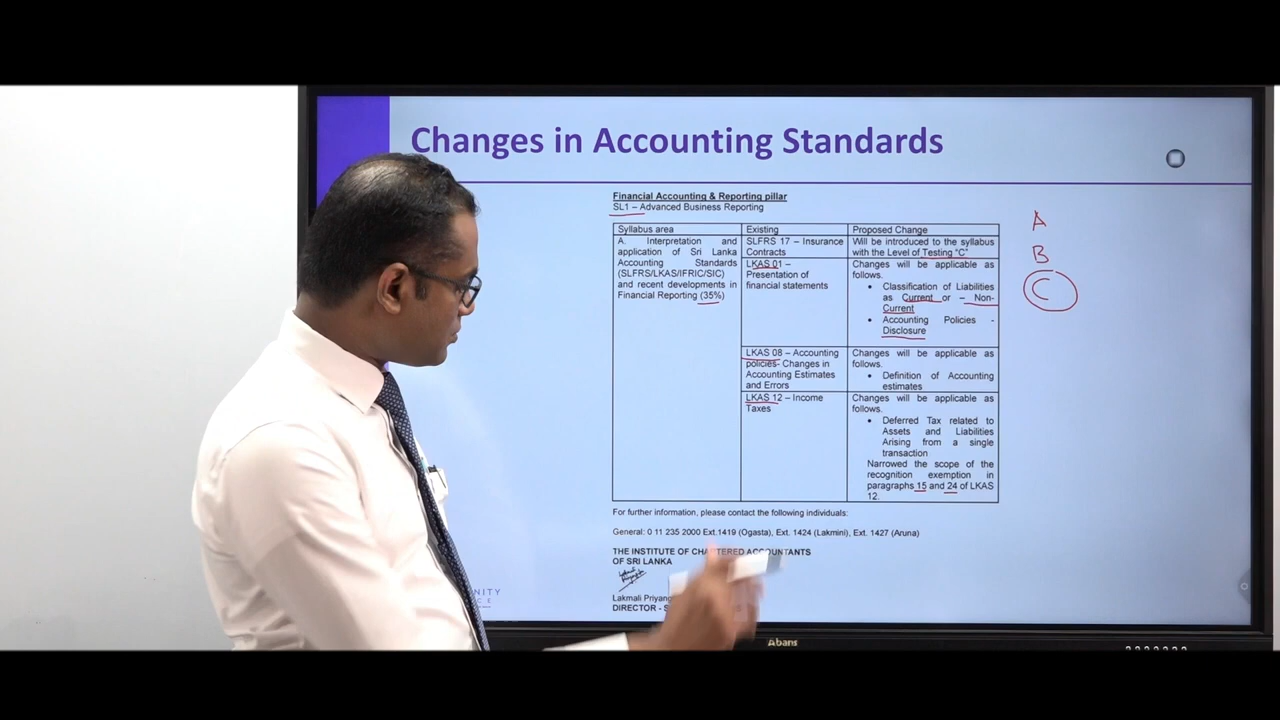 Changes in Accounting Standards
Financial Accounting & Reporting pillar
SL1 – Advanced Business Reporting
Syllabus area
Existing
Proposed Change
A. Interpretation and
application of Sri Lanka
Accounting Standards
(SLFRS/LKAS/IFRIC/SIC)
and recent developments in
Financial Reporting (35%)
SLFRS 17 – Insurance
Contracts
Will be introduced to the syllabus
with the Level of Testing "C"
LKAS 01 –
Presentation of
financial statements
Changes will be applicable as
follows.
• Classification of Liabilities
as Current or – Non-
Current
• Accounting Policies -
Disclosure
LKAS 08 – Accounting
policies- Changes in
Accounting Estimates
and Errors
Changes will be applicable as
follows.
• Definition of Accounting
estimates
LKAS 12 – Income
Taxes
Changes will be applicable as
follows.
• Deferred Tax related to
Assets and Liabilities
Arising from a single
transaction
Narrowed the scope of the
recognition exemption in
paragraphs 15 and 24 of LKAS
12.
A
B
C
For further information, please contact the following individuals:
General: 0 11 235 2000 Ext.1419 (Ogasta), Ext. 1424 (Lakmini), Ext. 1427 (Aruna)
THE INSTITUTE OF CHARTERED ACCOUNTANTS
OF SRI LANKA
Lakmali
DIRECTOR -
Abans